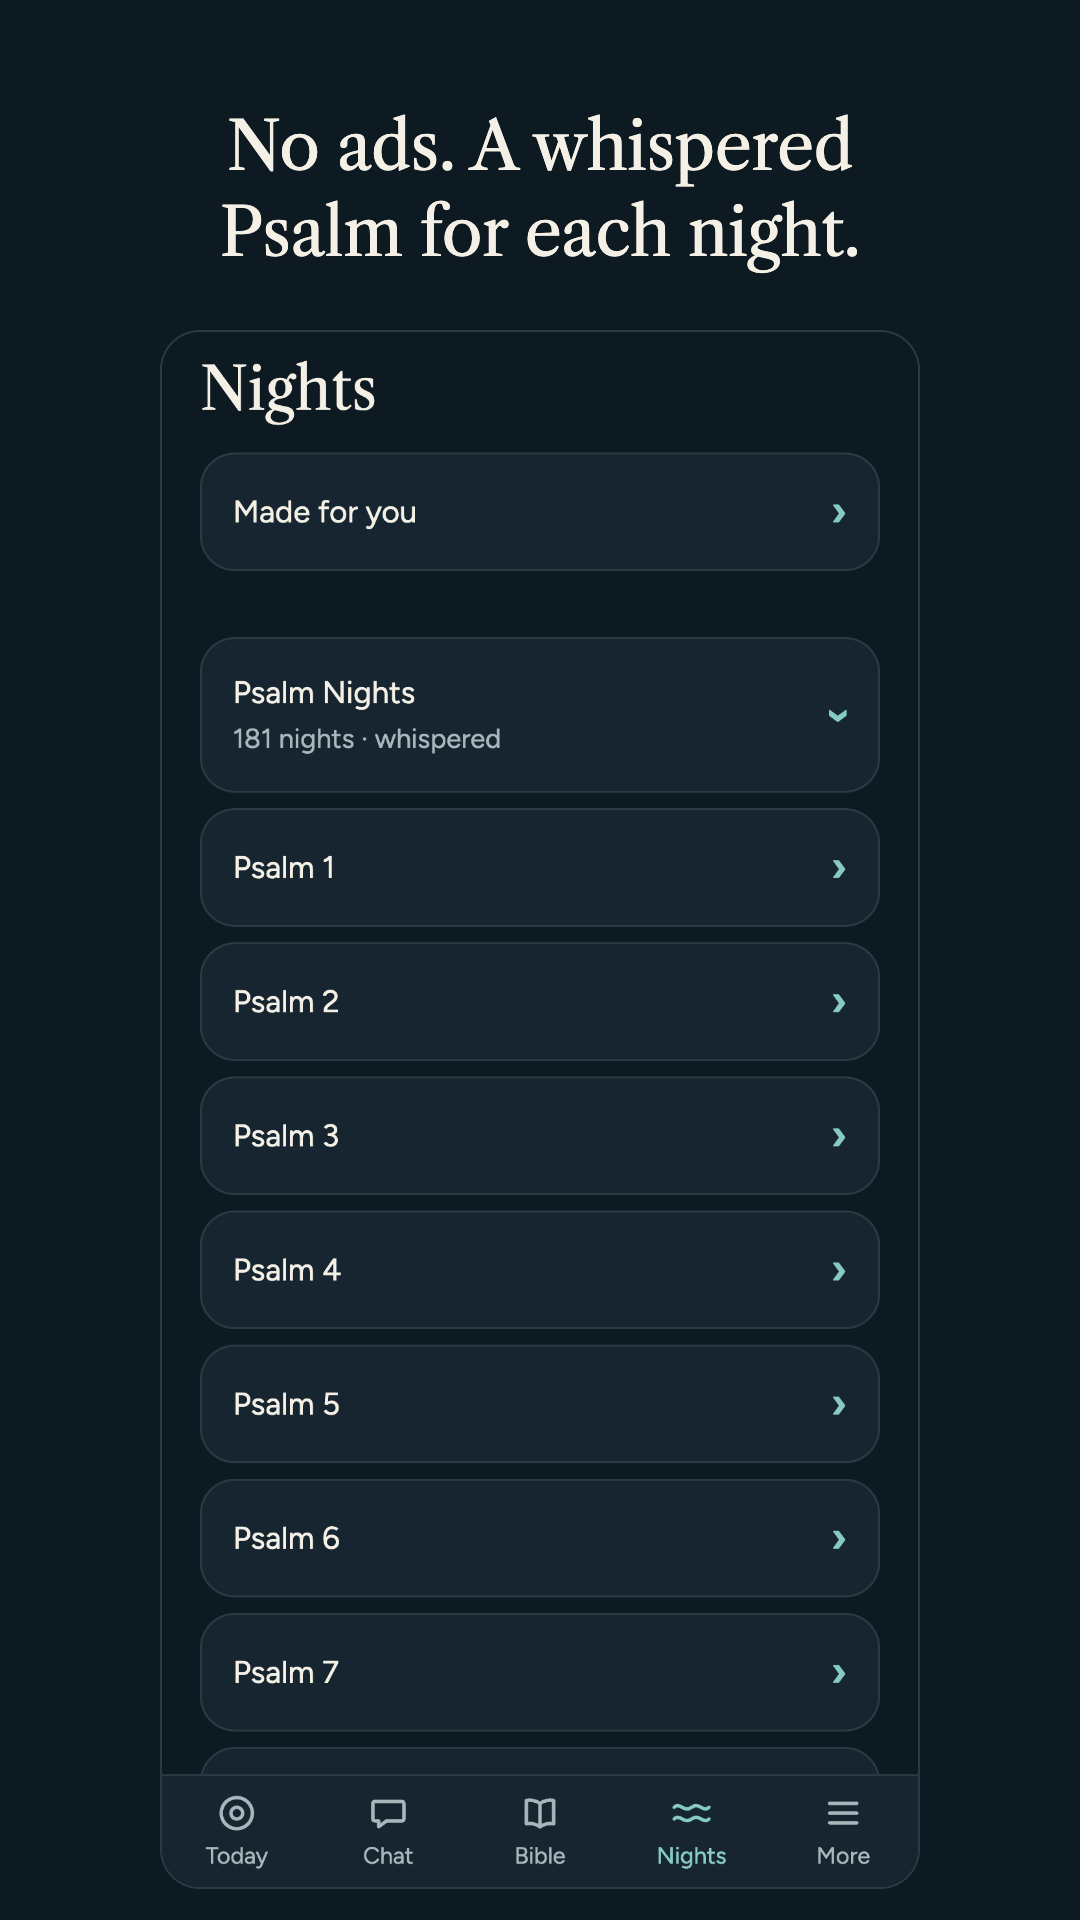 No ads. A whispered
Psalm for each night.
Nights
Made for you
Psalm Nights
181 nights · whispered
Psalm 1
Psalm 2
Psalm 3
Psalm 4
Psalm 5
Psalm 6
Psalm 7
Today
Chat
Bible
Nights
More